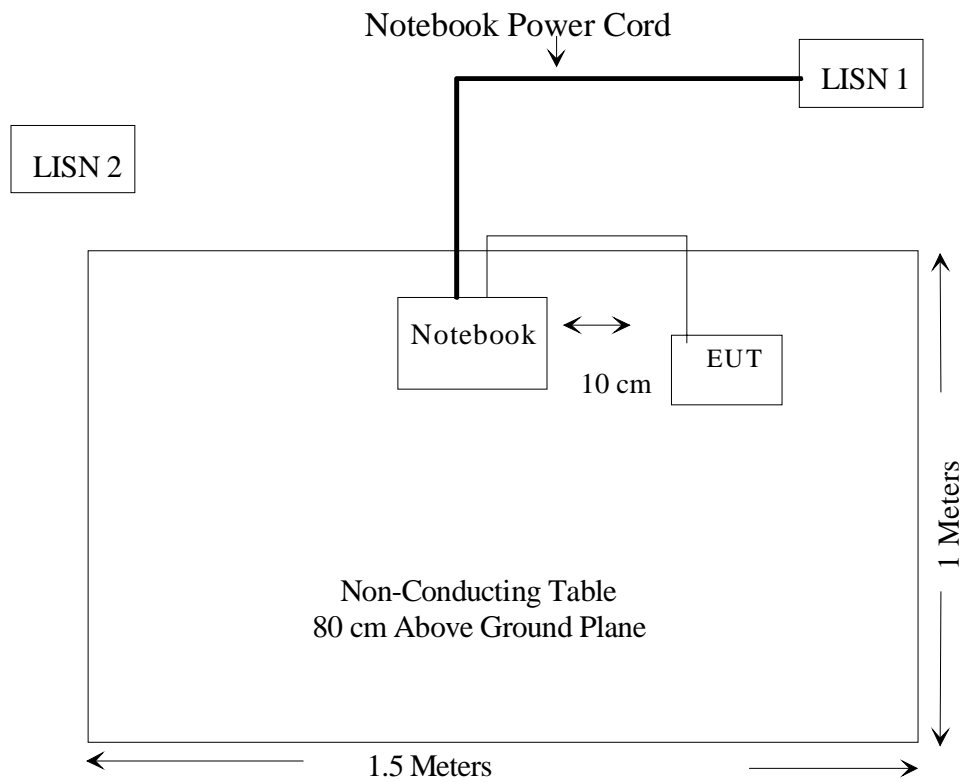 Notebook Power Cord
LISN 1
LISN 2
Notebook
EUT
10 cm
1 Meters
Non-Conducting Table
80 cm Above Ground Plane
1.5 Meters